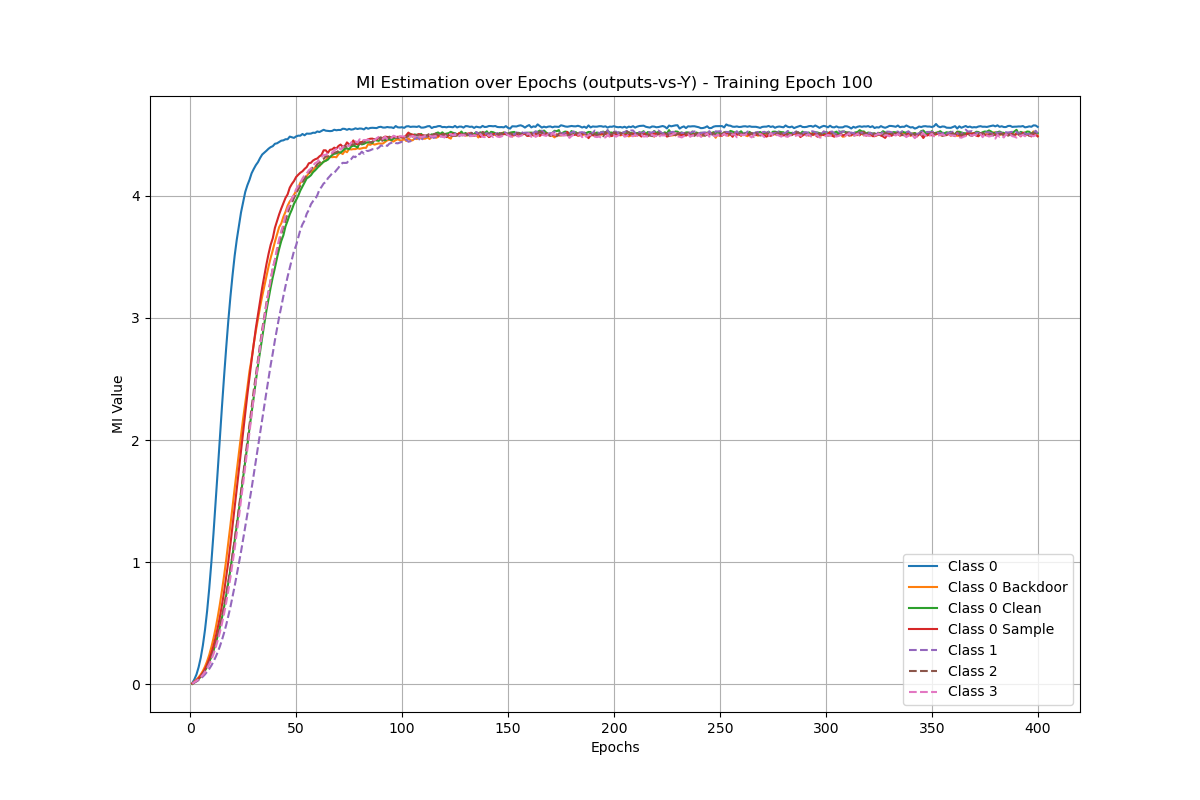 MI Estimation over Epochs (outputs-vs-Y) - Training Epoch 100
MI Value
4
3
2
1
0
0 50 100 150 200 250 300 350 400
Epochs
Class 0
Class 0 Backdoor
Class 0 Clean
Class 0 Sample
Class 1
Class 2
Class 3